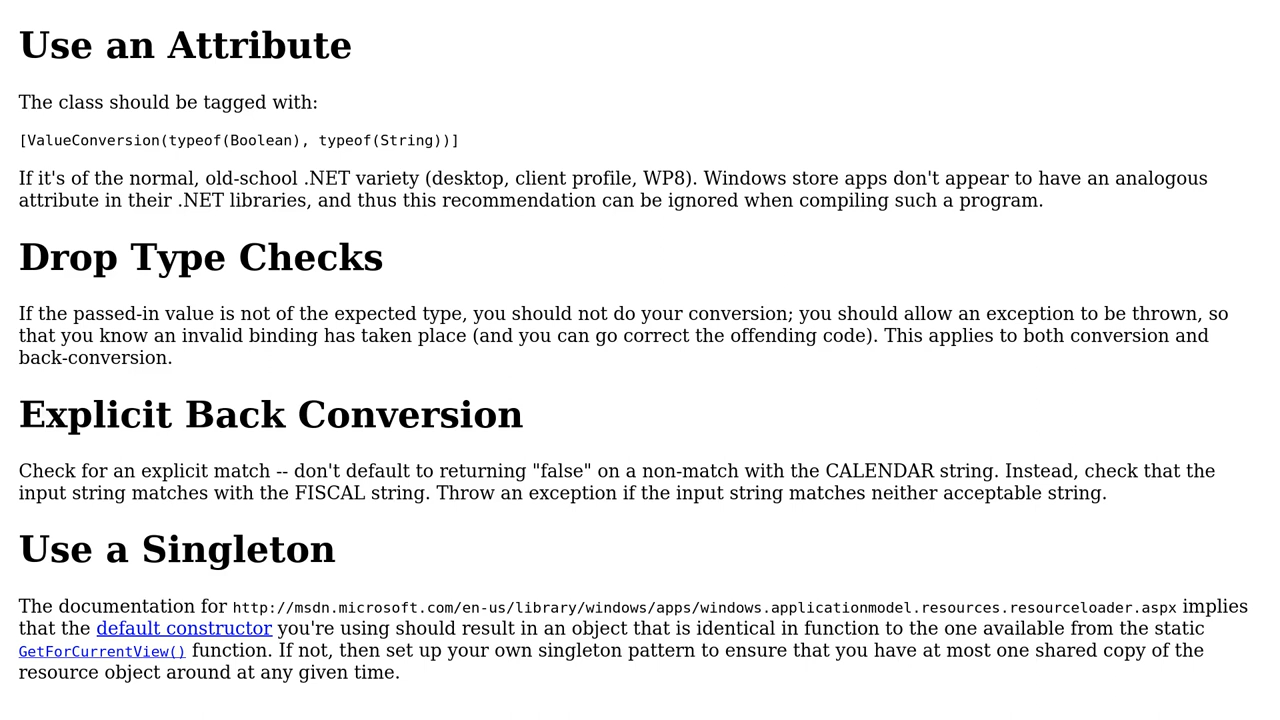 Use an Attribute
The class should be tagged with:
[ValueConversion(typeof(Boolean), typeof(String))]
If it's of the normal, old-school .NET variety (desktop, client profile, WP8). Windows store apps don't appear to have an analogous
attribute in their .NET libraries, and thus this recommendation can be ignored when compiling such a program.
Drop Type Checks
If the passed-in value is not of the expected type, you should not do your conversion; you should allow an exception to be thrown, so
that you know an invalid binding has taken place (and you can go correct the offending code). This applies to both conversion and
back-conversion.
Explicit Back Conversion
Check for an explicit match -- don't default to returning "false" on a non-match with the CALENDAR string. Instead, check that the
input string matches with the FISCAL string. Throw an exception if the input string matches neither acceptable string.
Use a Singleton
The documentation for http://msdn.microsoft.com/en-us/library/windows/apps/windows.applicationmodel.resources.resourceloader.aspx implies
that the default constructor you're using should result in an object that is identical in function to the one available from the static
GetForCurrentView() function. If not, then set up your own singleton pattern to ensure that you have at most one shared copy of the
resource object around at any given time.